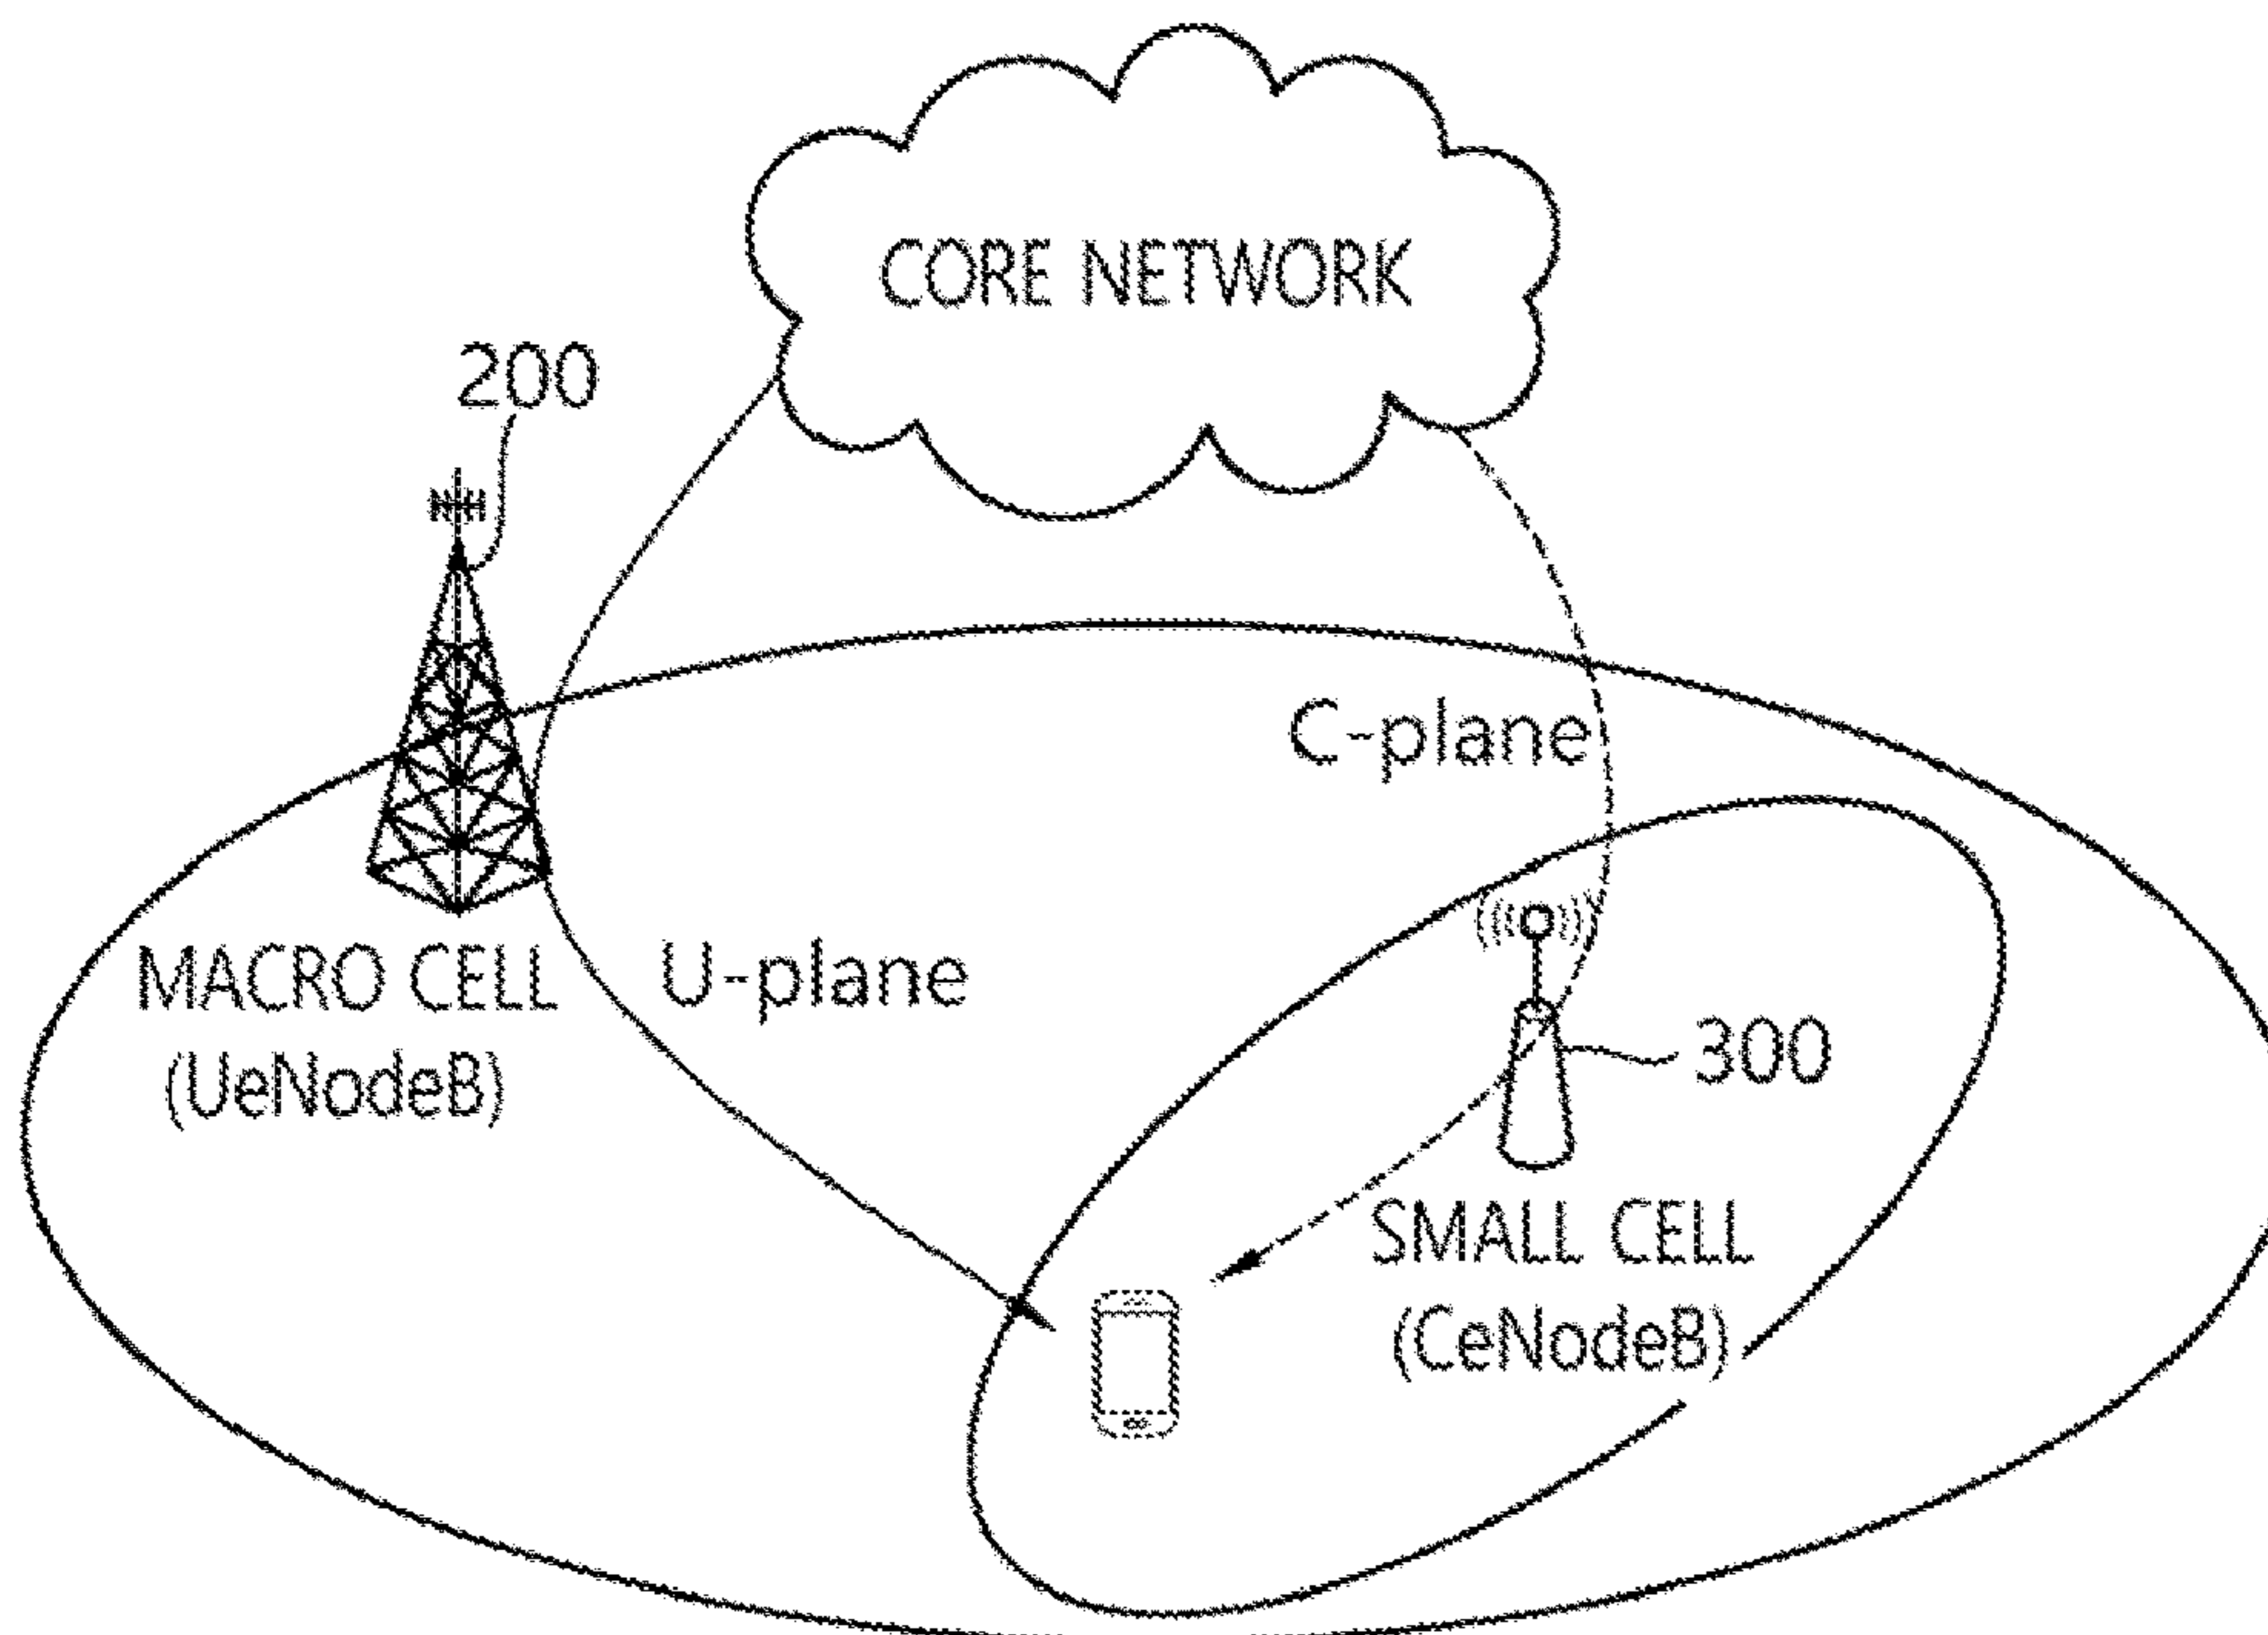 CORE NETWORK
200
C-plane
MACRO CELL
(UeNodeB)
U-plane
300
SMALL CELL
(CeNodeB)